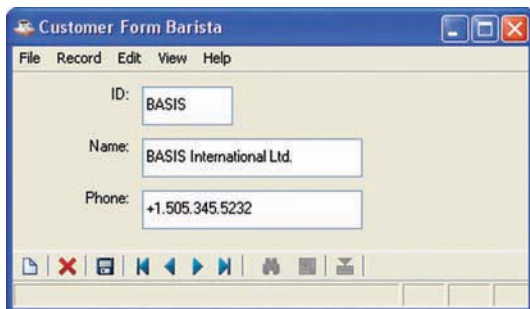 Customer Form Barista
File Record Edit View Help
ID: BASIS
Name: BASIS International Ltd.
Phone: +1.505.345.5232